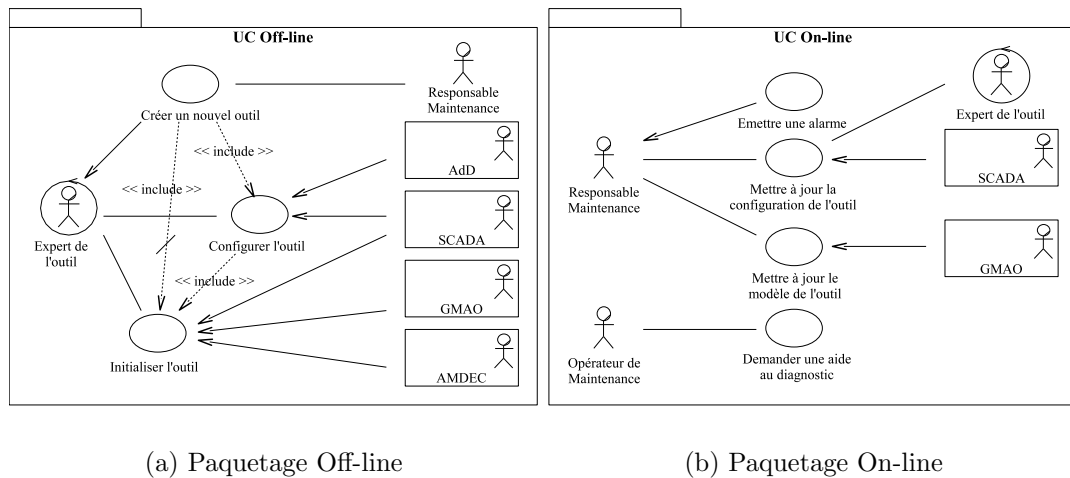 UC Off-line
Créer un nouvel outil
Responsable
Maintenance
<< include >>
AdD
<< include >>
Expert de
l'outil
Configurer l'outil
SCADA
<< include >>
GMAO
Initialiser l'outil
AMDEC
(a) Paquetage Off-line
UC On-line
Emettre une alarme
Expert de l'outil
Responsable
Maintenance
Mettre à jour la
configuration de l'outil
SCADA
Mettre à jour le
modèle de l'outil
GMAO
Opérateur de
Maintenance
Demander une aide
au diagnostic
(b) Paquetage On-line